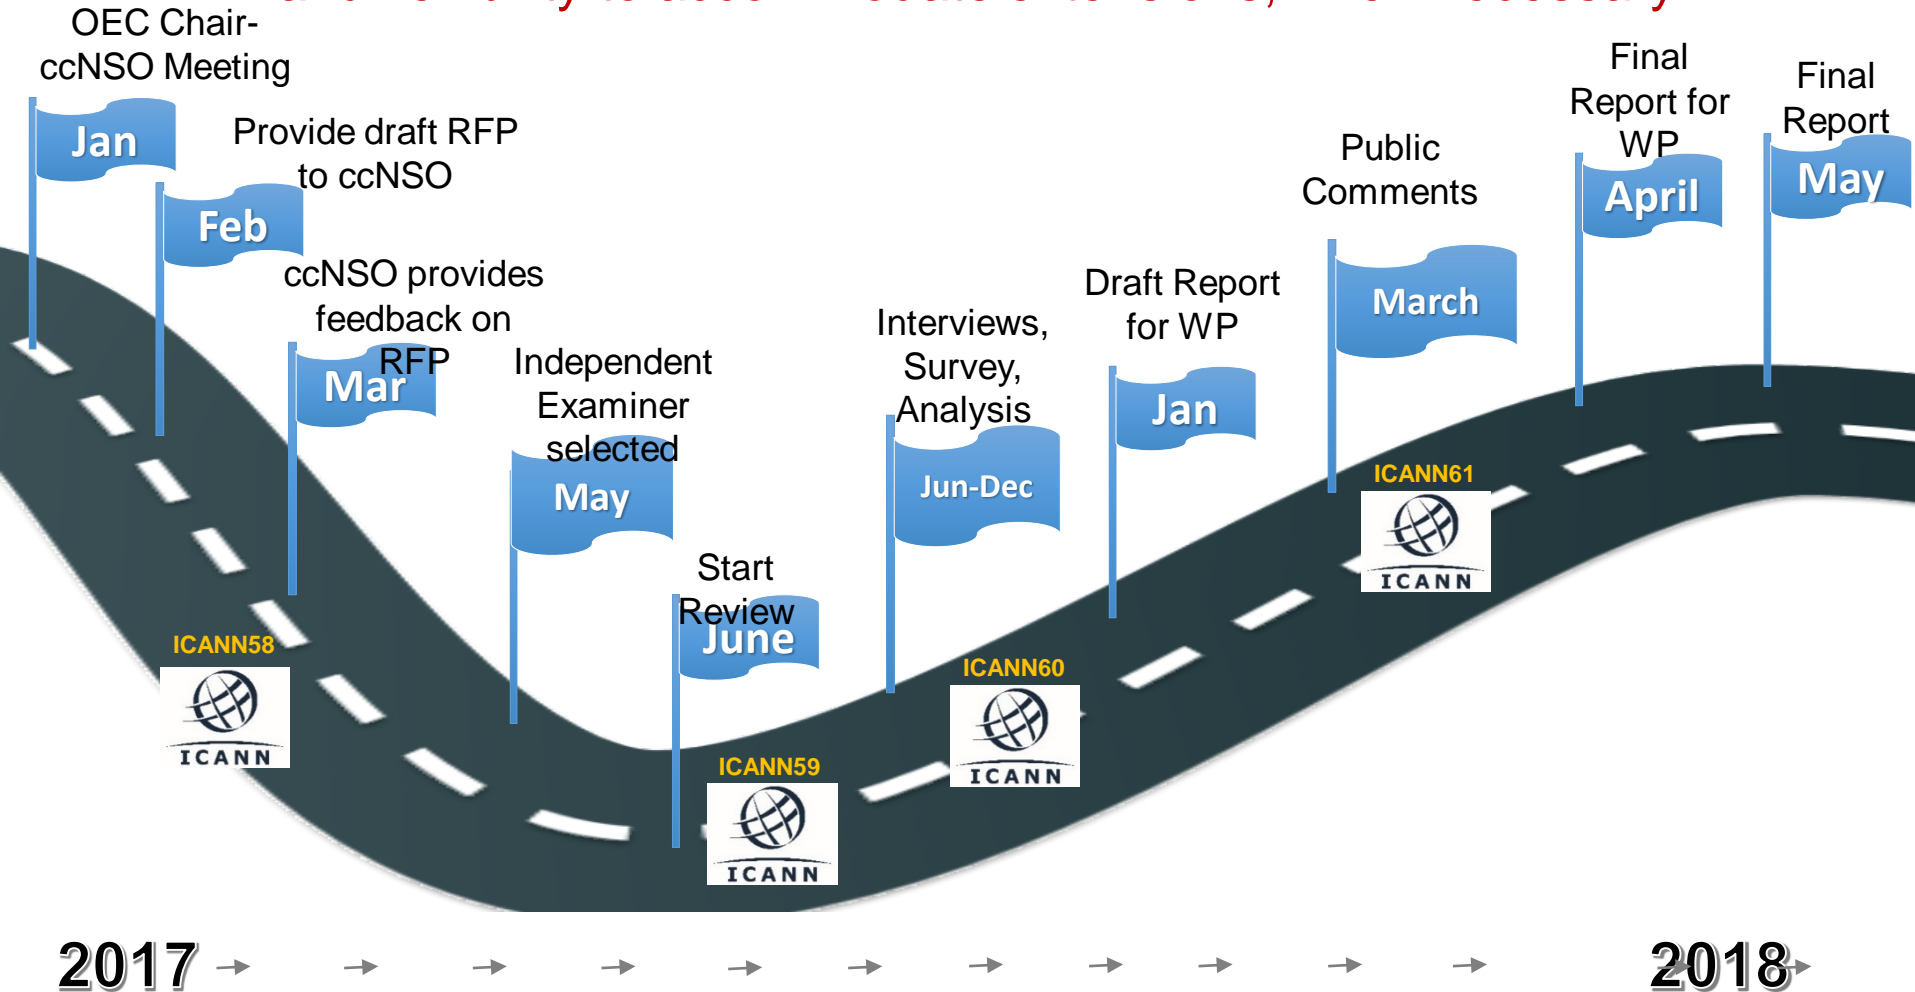 OEC Chair-
ccNSO Meeting
Jan
Provide draft RFP
to ccNSO
Feb
ccNSO provides
feedback on
RFP
Mar
Independent
Examiner
selected
May
Start
Review
June
Interviews,
Survey,
Analysis
Jun-Dec
Draft Report
for WP
Jan
Public
Comments
March
Final
Report for
WP
April
Final
Report
May
ICANN58
ICANN
ICANN59
ICANN
ICANN60
ICANN
ICANN61
ICANN
2017
2018